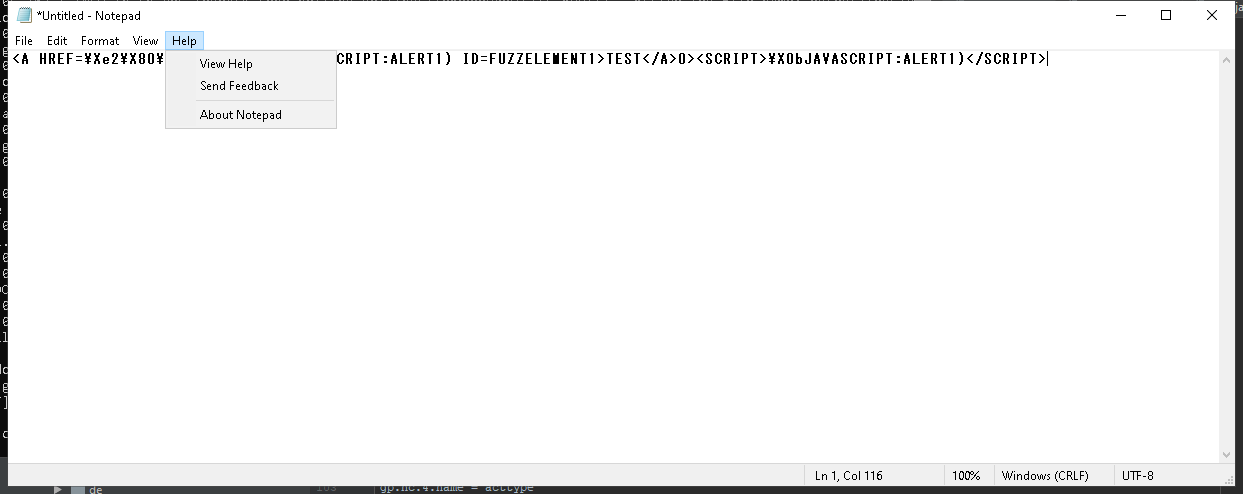 *Untitled - Notepad
File Edit Format View Help
<A HREF=¥Xe2¥X80¥ CRIPT:ALERT1) ID=FUZZELEMENT1>TEST</A>0><SCRIPT>¥X0bJAVASCRIPT:ALERT1)</SCRIPT>
View Help
Send Feedback
About Notepad
Ln 1, Col 116 100% Windows (CRLF) UTF-8
de
gp.nc.4.name = acttype